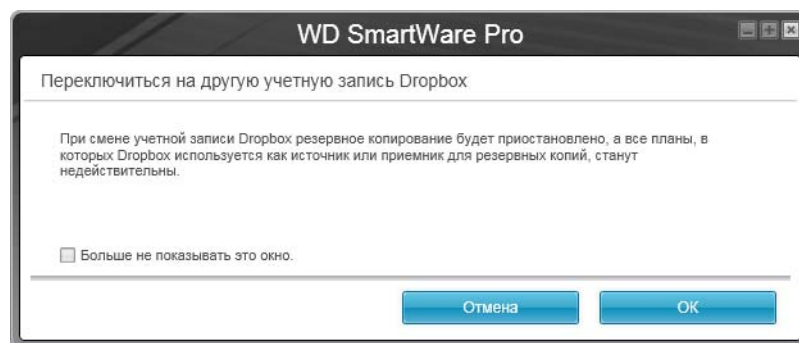 WD SmartWare Pro
Переключиться на другую учетную запись Dropbox
При смене учетной записи Dropbox резервное копирование будет приостановлено, а все планы, в
которых Dropbox используется как источник или приемник для резервных копий, станут
недействительны.
Больше не показывать это окно.
Отмена
OK